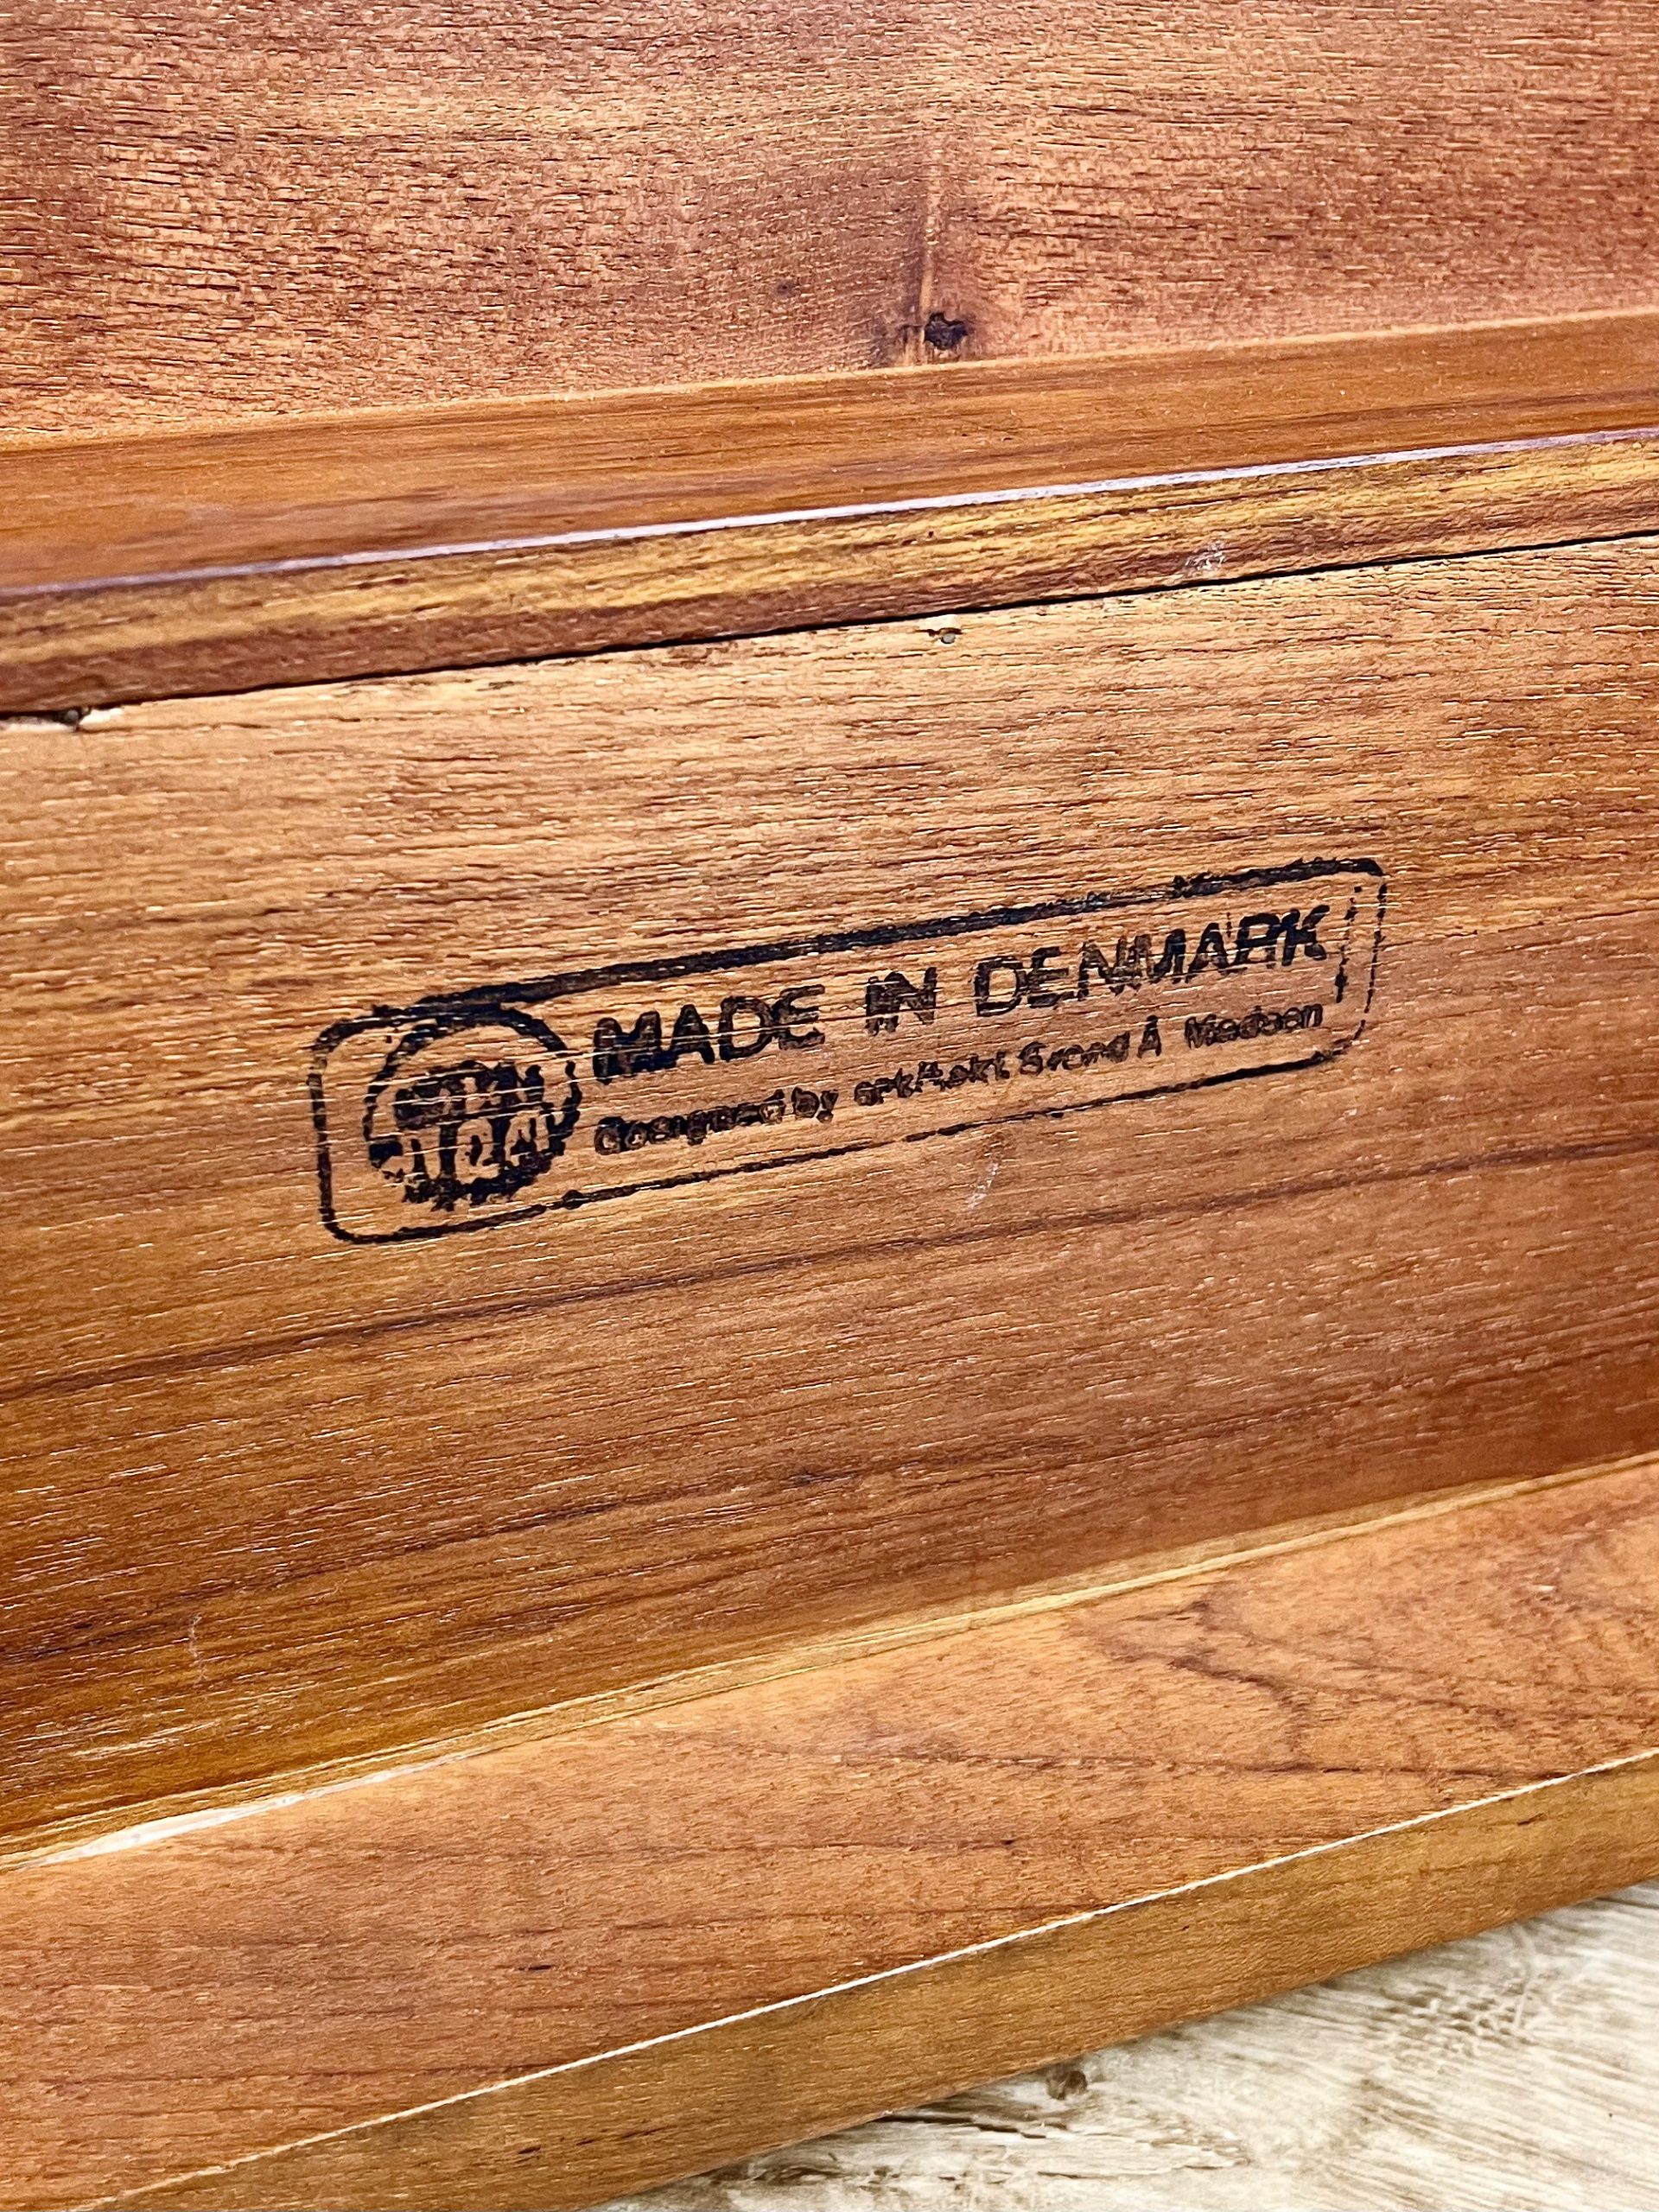 MADE IN DENMARK
designed by arkitekt Svend Å Madsen